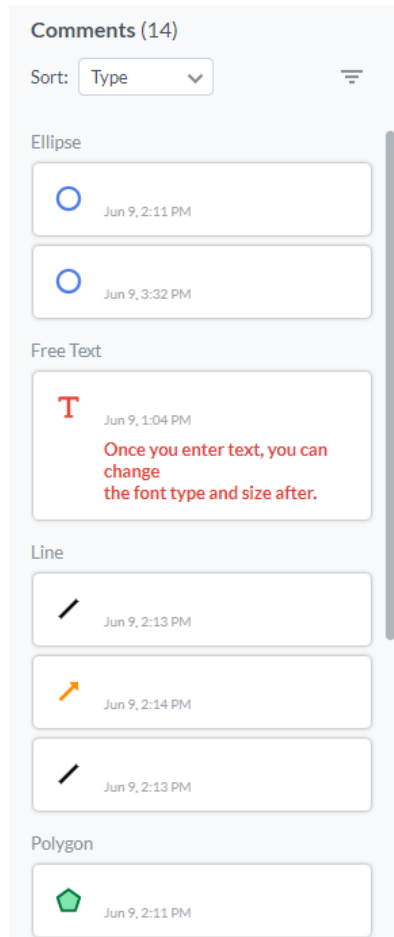 Comments (14)
Sort: Type
Ellipse
Jun 9, 2:11 PM
Jun 9, 3:32 PM
Free Text
T
Jun 9, 1:04 PM
Once you enter text, you can
change
the font type and size after.
Line
Jun 9, 2:13 PM
Jun 9, 2:14 PM
Jun 9, 2:13 PM
Polygon
Jun 9, 2:11 PM